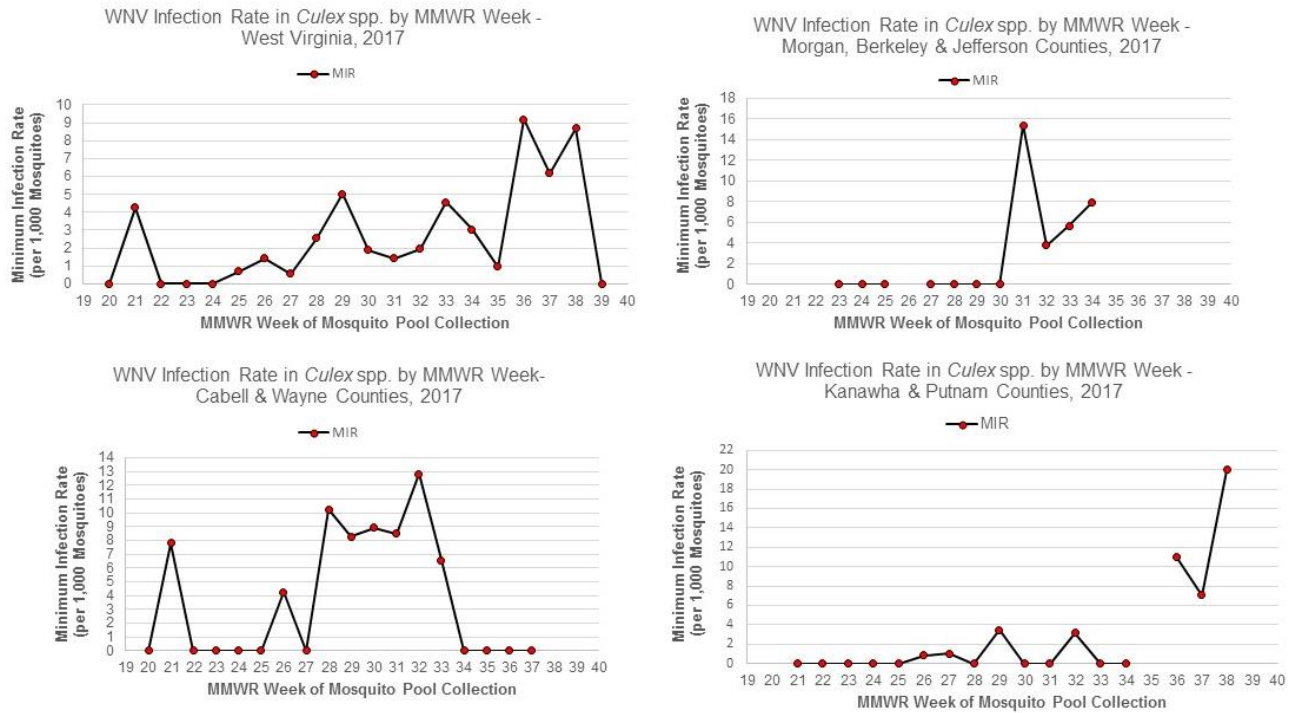 WNV Infection Rate in Culex spp. by MMWR Week -
West Virginia, 2017
MIR
Minimum Infection Rate
(per 1,000 Mosquitoes)
10
9
8
7
6
5
4
3
2
1
0
19 20 21 22 23 24 25 26 27 28 29 30 31 32 33 34 35 36 37 38 39 40
MMWR Week of Mosquito Pool Collection
WNV Infection Rate in Culex spp. by MMWR Week -
Morgan, Berkeley & Jefferson Counties, 2017
MIR
Minimum Infection Rate
(per 1,000 Mosquitoes)
18
16
14
12
10
8
6
4
2
0
19 20 21 22 23 24 25 26 27 28 29 30 31 32 33 34 35 36 37 38 39 40
MMWR Week of Mosquito Pool Collection
WNV Infection Rate in Culex spp. by MMWR Week-
Cabell & Wayne Counties, 2017
MIR
Minimum Infection Rate
(per 1,000 Mosquitoes)
14
13
12
11
10
9
8
7
6
5
4
3
2
1
0
19 20 21 22 23 24 25 26 27 28 29 30 31 32 33 34 35 36 37 38 39 40
MMWR Week of Mosquito Pool Collection
WNV Infection Rate in Culex spp. by MMWR Week -
Kanawha & Putnam Counties, 2017
MIR
Minimum Infection Rate
(per 1,000 Mosquitoes)
22
20
18
16
14
12
10
8
6
4
2
0
19 20 21 22 23 24 25 26 27 28 29 30 31 32 33 34 35 36 37 38 39 40
MMWR Week of Mosquito Pool Collection